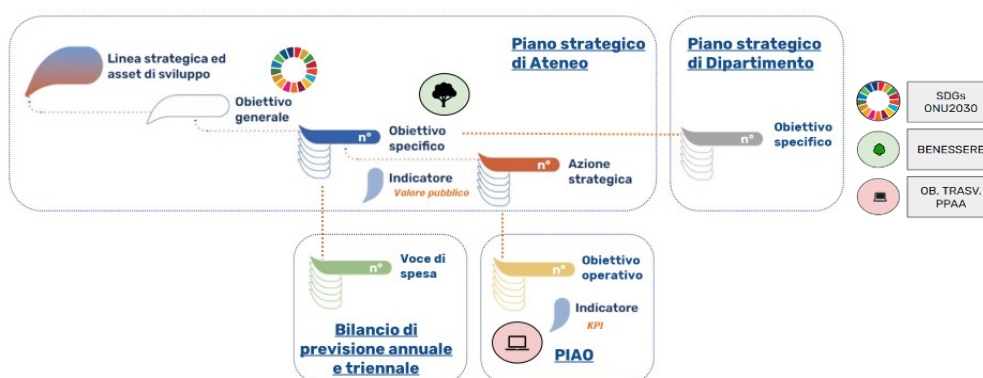 Linea strategica ed
asset di sviluppo
Obiettivo
generale
n°
Obiettivo
specifico
Indicatore
Valore pubblico
n°
Azione
strategica
Piano strategico
di Ateneo
Piano strategico
di Dipartimento
n°
Obiettivo
specifico
SDGs
ONU2030
BENESSERE
OB. TRASV.
PPAA
n°
Voce di
spesa
Bilancio di
previsione annuale
e triennale
n°
Obiettivo
operativo
Indicatore
KPI
PIAO